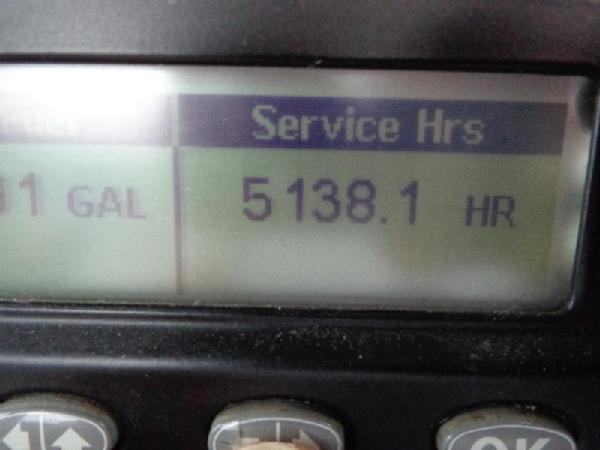 Service Hrs
GAL
5138.1 HR
OK